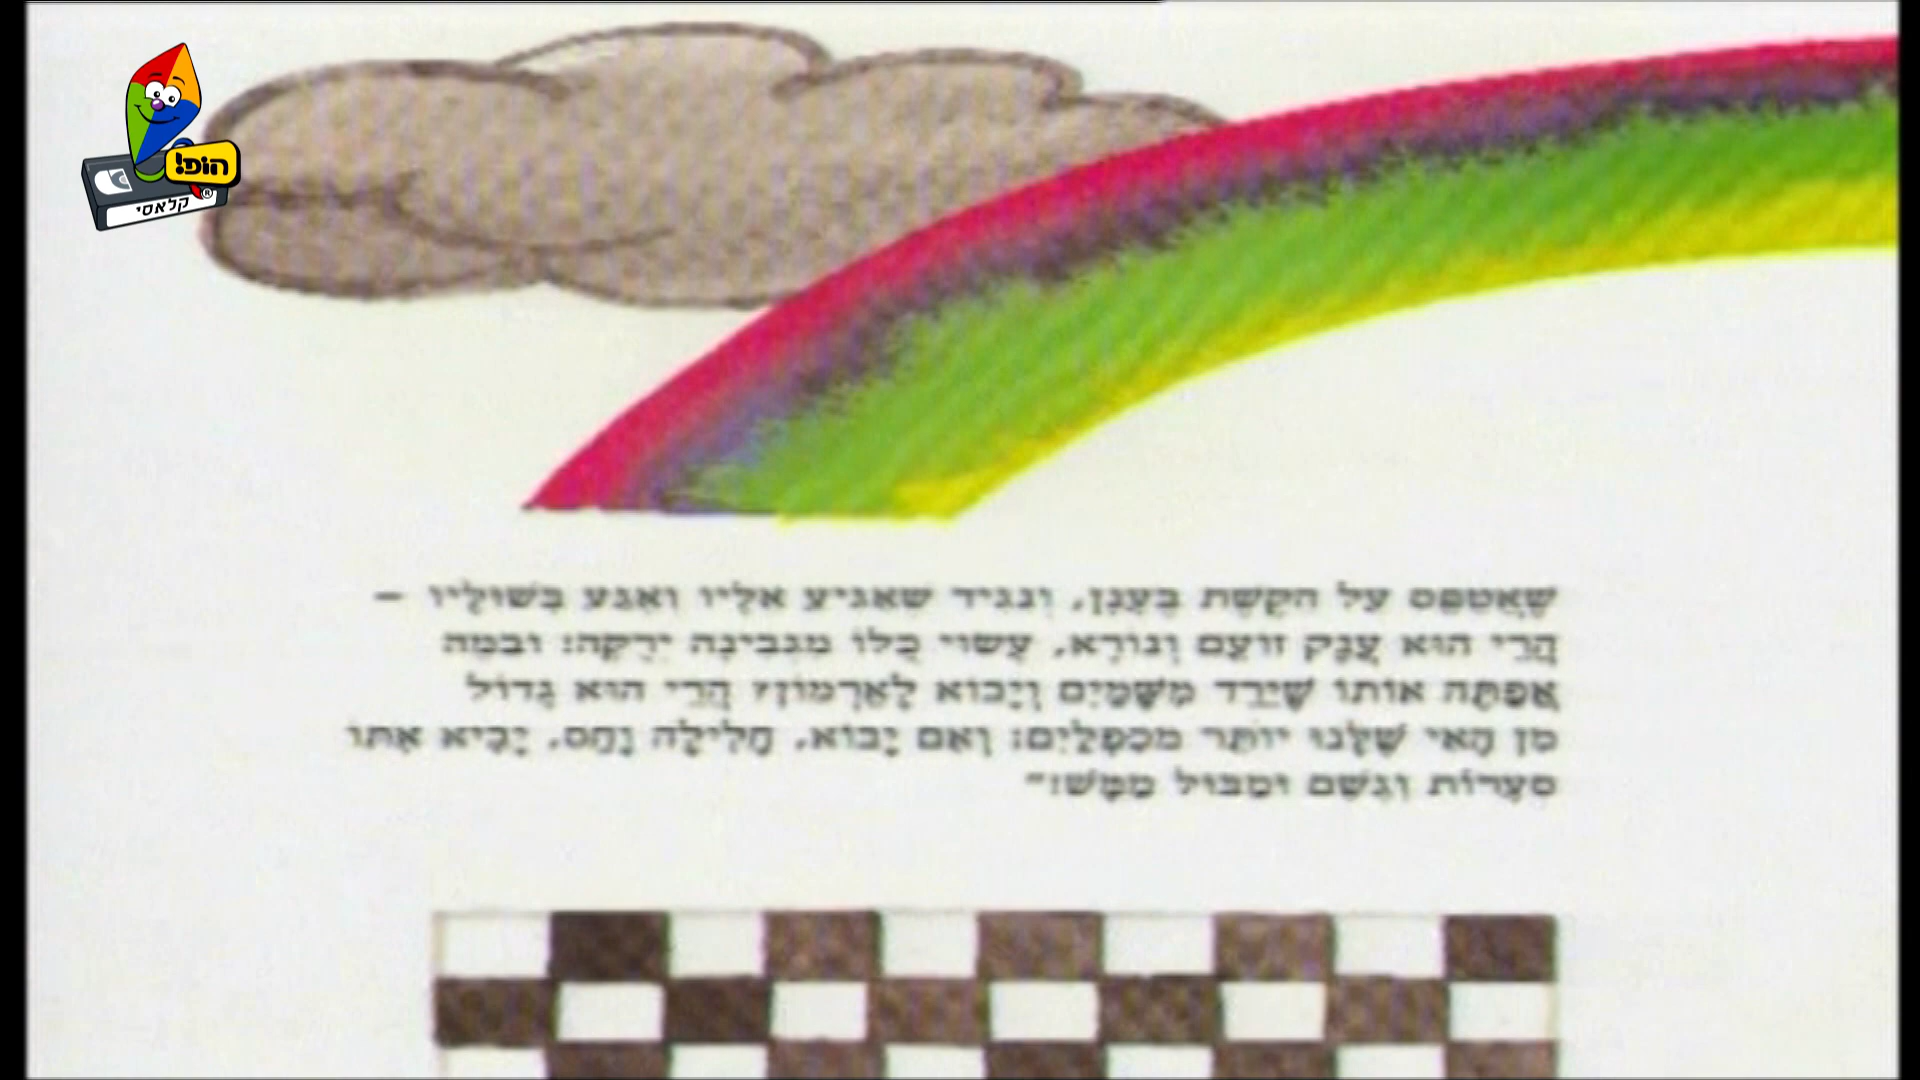 הופ!
קלאסי
שֶׁאֲטַפֵּס עַל הַקֶּשֶׁת בֶּעָנָן, וְנַגִּיד שֶׁאַגִּיעַ אֵלָיו וְאֶגַּע בְּשׁוּלָיו –
הֲרֵי הוּא עֲנָק זוֹעֵם וְנוֹרָא, עָשׂוּי כֻּלּוֹ מִגְּבִינָה יְרֻקָּה; וּבַמֶּה
אֲפַתֶּה אוֹתוֹ שֶׁיֵּרֵד מִשָּׁמַיִם וְיָבוֹא לָאַרְמוֹן? הֲרֵי הוּא גָּדוֹל
מִן הָאִי שֶׁלָּנוּ יוֹתֵר מִכִּפְלַיִם; וְאִם יָבוֹא, חָלִילָה וָחַס, יָבִיא אִתּוֹ
סְעָרוֹת וְגֶשֶׁם וּמַבּוּל מַמָּשׁ!"